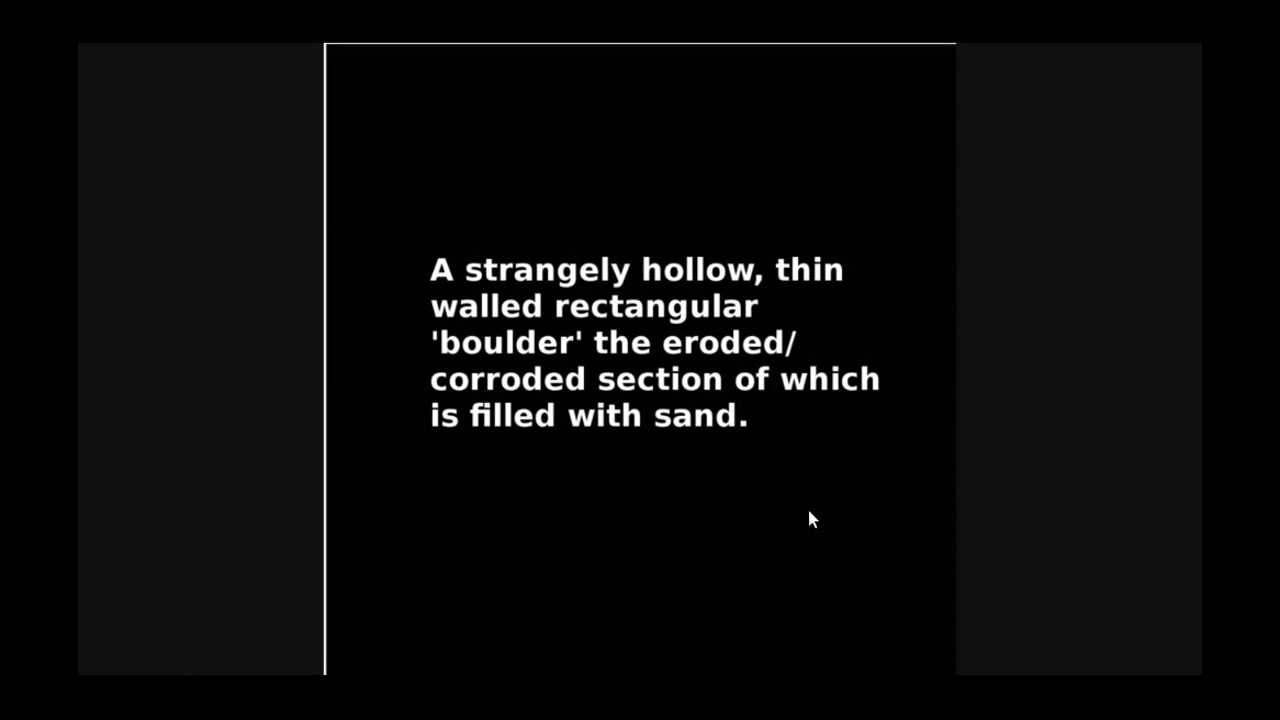 A strangely hollow, thin
walled rectangular
'boulder' the eroded/
corroded section of which
is filled with sand.